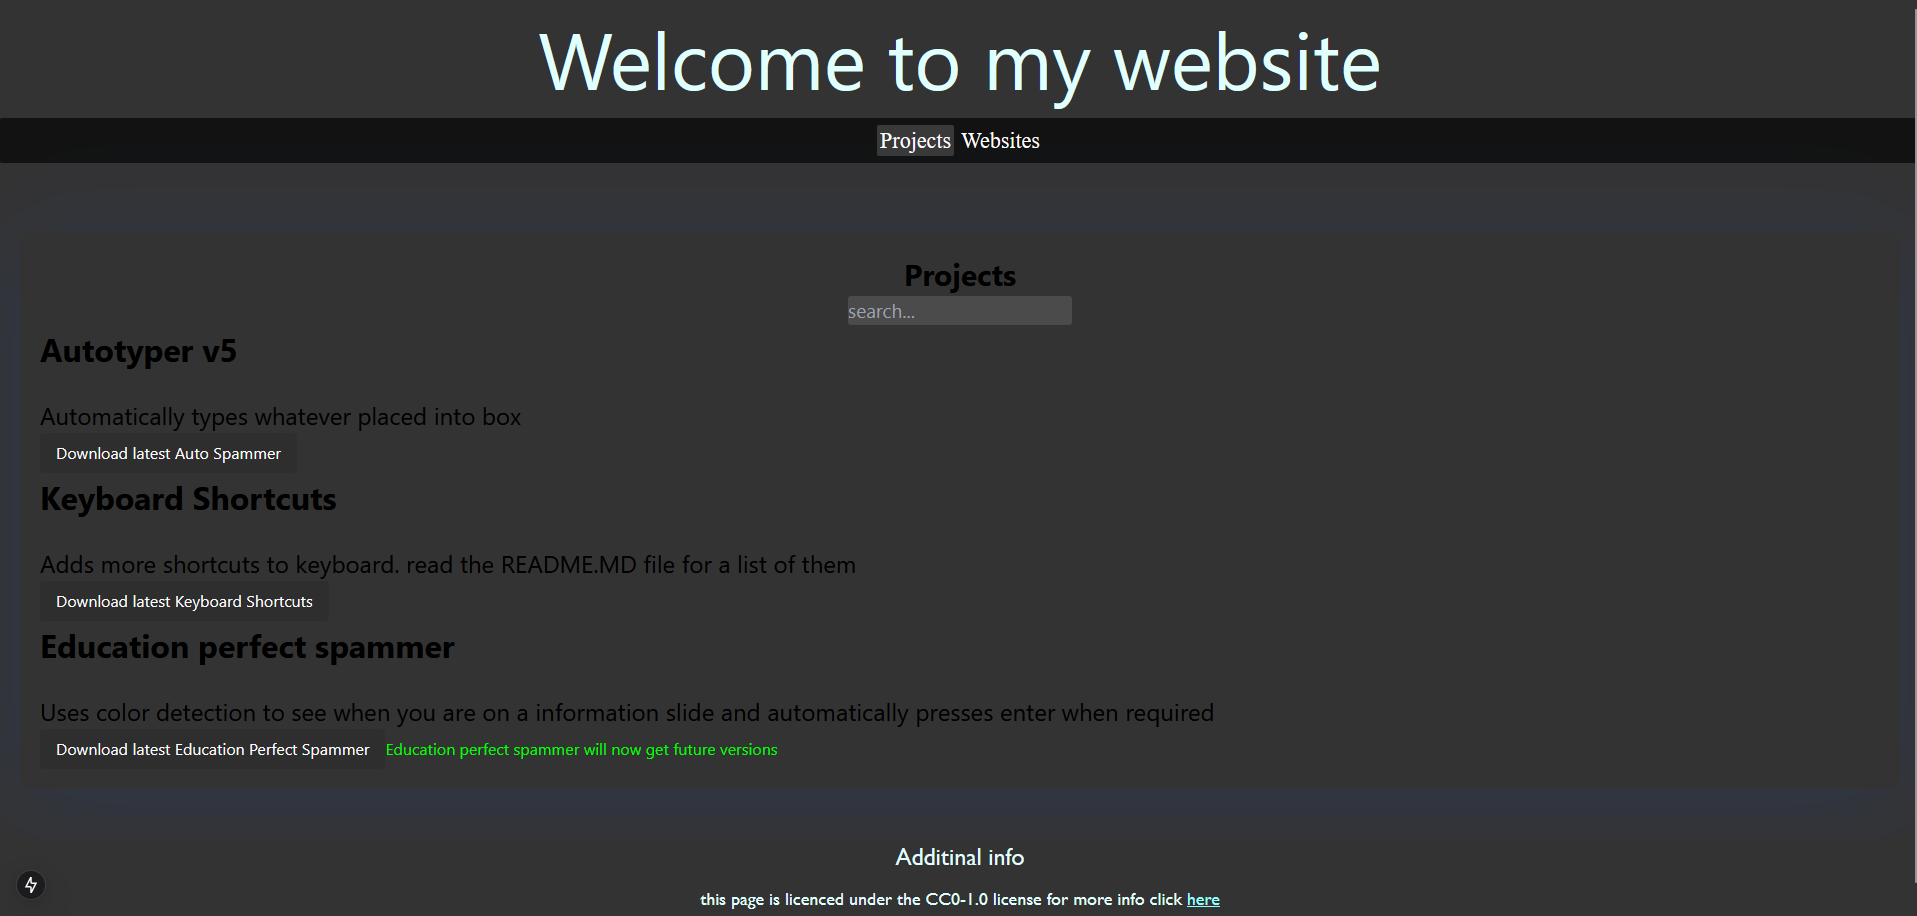 Welcome to my website
Projects Websites
Projects
search...
Autotyper v5
Automatically types whatever placed into box
Download latest Auto Spammer
Keyboard Shortcuts
Adds more shortcuts to keyboard. read the README.MD file for a list of them
Download latest Keyboard Shortcuts
Education perfect spammer
Uses color detection to see when you are on a information slide and automatically presses enter when required
Download latest Education Perfect Spammer Education perfect spammer will now get future versions
Additinal info
this page is licenced under the CC0-1.0 license for more info click here